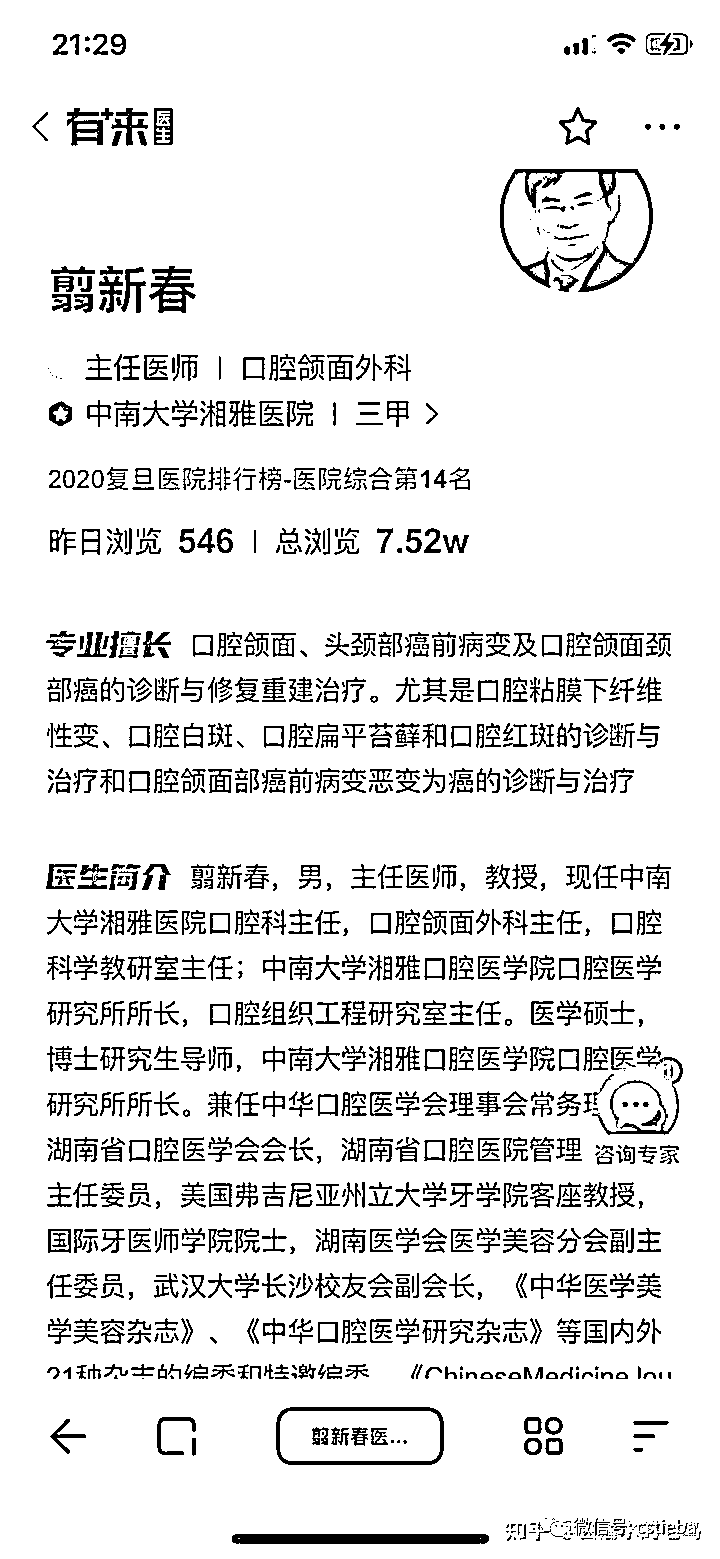 21:29
有来医生
翦新春
主任医师 | 口腔颌面外科
中南大学湘雅医院 | 三甲
2020复旦医院排行榜-医院综合第14名
昨日浏览 546 | 总浏览 7.52w
专业擅长 口腔颌面、头颈部癌前病变及口腔颌面颈
部癌的诊断与修复重建治疗。尤其是口腔粘膜下纤维
性变、口腔白斑、口腔扁平苔藓和口腔红斑的诊断与
治疗和口腔颌面部癌前病变恶变为癌的诊断与治疗
医生简介 翦新春，男，主任医师，教授，现任中南
大学湘雅医院口腔科主任，口腔颌面外科主任，口腔
科学教研室主任；中南大学湘雅口腔医学院口腔医学
研究所所长，口腔组织工程研究室主任。医学硕士，
博士研究生导师，中南大学湘雅口腔医学院口腔医学
研究所所长。兼任中华口腔医学会理事会常务理
湖南省口腔医学会会长，湖南省口腔医院管理
咨询专家
主任委员，美国弗吉尼亚州立大学牙学院客座教授，
国际牙医师学院院士，湖南医学会医学美容分会副主
任委员，武汉大学长沙校友会副会长，《中华医学美
学美容杂志》、《中华口腔医学研究杂志》等国内外
21种杂志的编委和特邀编委，《ChineseMedicineJou
翦新春医...
知乎
微信号: